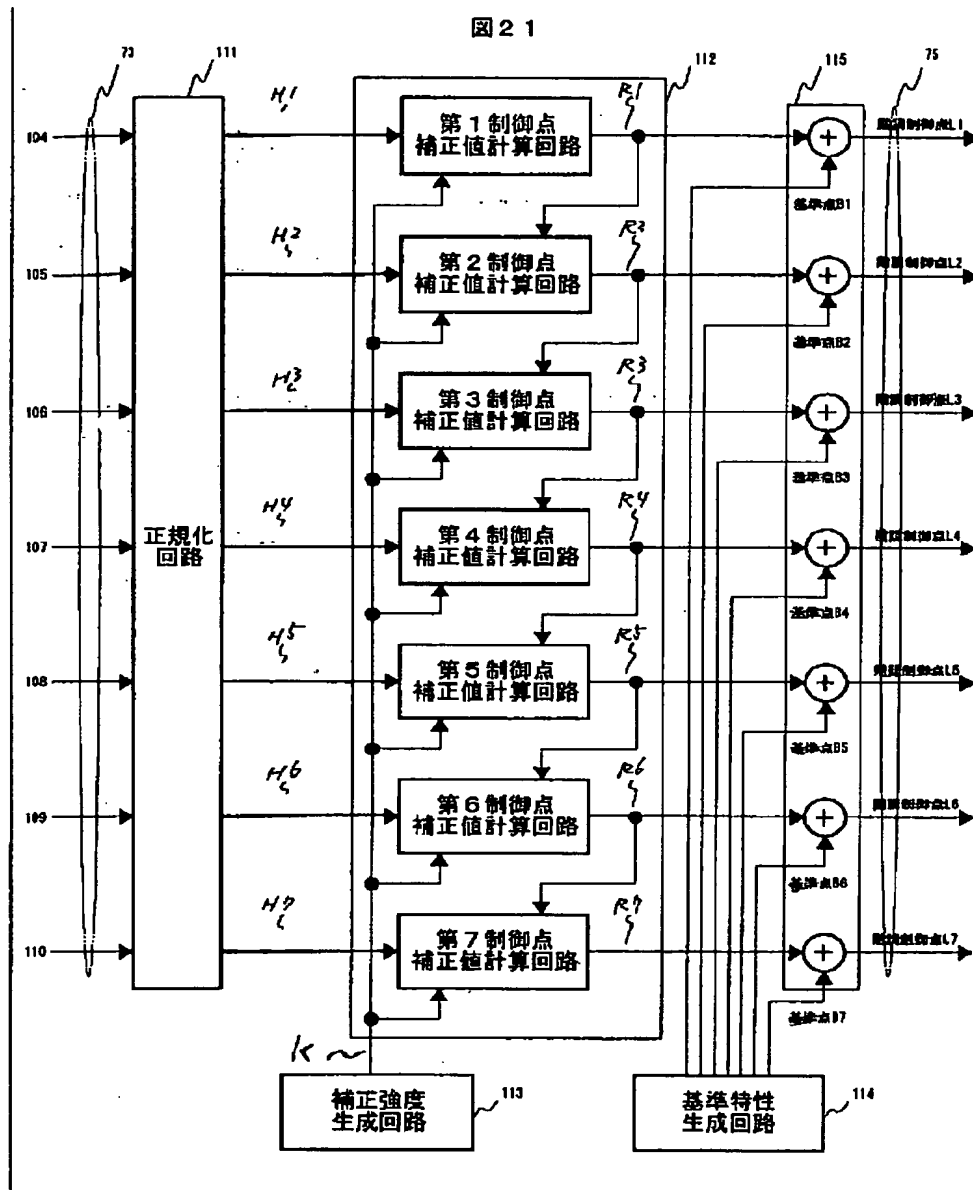 図21
73
111
112
115
75
H1
R1
104
第1制御点
補正値計算回路
階調制御点L1
基準点B1
H2
R2
105
第2制御点
補正値計算回路
階調制御点L2
基準点B2
H3
R3
106
第3制御点
補正値計算回路
階調制御点L3
基準点B3
H4
R4
107
正規化
回路
第4制御点
補正値計算回路
階調制御点L4
基準点B4
H5
R5
108
第5制御点
補正値計算回路
階調制御点L5
基準点B5
H6
R6
109
第6制御点
補正値計算回路
階調制御点L6
基準点B6
H7
R7
110
第7制御点
補正値計算回路
階調制御点L7
基準点B7
K
補正強度
生成回路
113
基準特性
生成回路
114